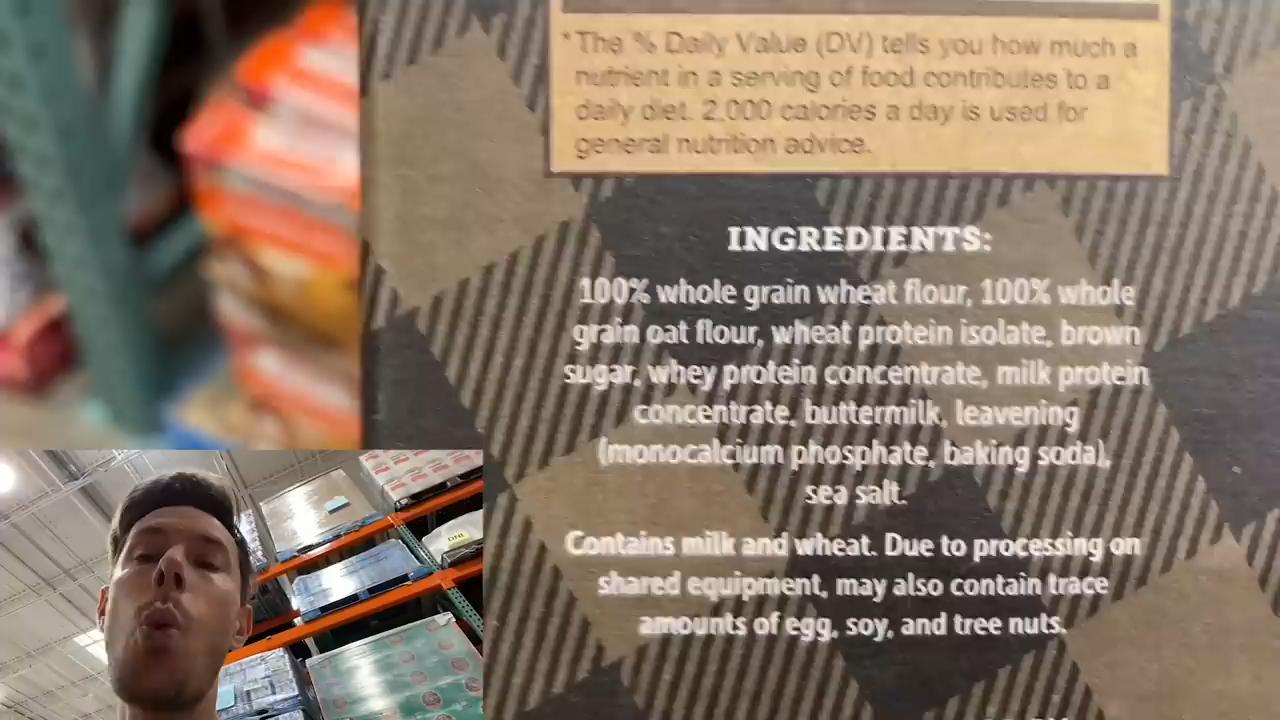 *The % Daily Value (DV) tells you how much a
nutrient in a serving of food contributes to a
daily diet. 2,000 calories a day is used for
general nutrition advice.
INGREDIENTS:
100% whole grain wheat flour, 100% whole
grain oat flour, wheat protein isolate, brown
sugar, whey protein concentrate, milk protein
concentrate, buttermilk, leavening
(monocalcium phosphate, baking soda),
sea salt.
Contains milk and wheat. Due to processing on
shared equipment, may also contain trace
amounts of egg, soy, and tree nuts.
DNI